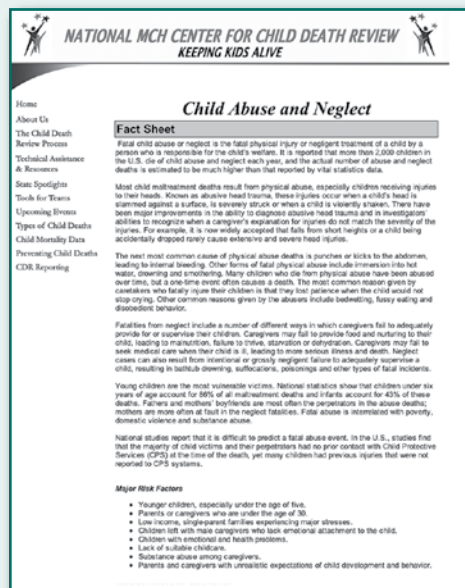 NATIONAL MCH CENTER FOR CHILD DEATH REVIEW
KEEPING KIDS ALIVE
Home
About Us
The Child Death
Review Process
Technical Assistance
& Resources
State Spotlights
Tools for Teams
Upcoming Events
Types of Child Deaths
Child Mortality Data
Preventing Child Deaths
CDR Reporting
Child Abuse and Neglect
Fact Sheet
Fatal child abuse or neglect is the fatal physical injury or negligent treatment of a child by a
person who is responsible for the child's welfare. It is reported that more than 2,000 children in
the U.S. die of child abuse and neglect each year, and the actual number of abuse and neglect
deaths is estimated to be much higher than that reported by vital statistics data.
Most child maltreatment deaths result from physical abuse, especially children receiving injuries
to their heads. Known as abusive head trauma, these injuries occur when a child's head is
slammed against a surface, is severely struck or when a child is violently shaken. There have
been major improvements in the ability to diagnose abusive head trauma and in investigators'
abilities to recognize when a caregiver's explanation for injuries do not match the severity of the
injuries. For example, it is now widely accepted that falls from short heights or a child being
accidentally dropped rarely cause extensive and severe head injuries.
The next most common cause of physical abuse deaths is punches or kicks to the abdomen,
leading to internal bleeding. Other forms of fatal physical abuse include immersion into hot
water, drowning and smothering. Many children who die from physical abuse have been abused
over time, but a one-time event often causes a death. The most common reason given by
caretakers who fatally injure their children is that they lost patience when the child would not
stop crying. Other common reasons given by the abusers include bedwetting, fussy eating and
disobedient behavior.
Fatalities from neglect include a number of different ways in which caregivers fail to adequately
provide for or supervise their children. Caregivers may fail to provide food and nurturing to their
child, leading to malnutrition, failure to thrive, starvation or dehydration. Caregivers may fail to
seek medical care when their child is ill, leading to more serious illness and death. Neglect
cases can also result from intentional or grossly negligent failure to adequately supervise a
child, resulting in bathtub drowning, suffocations, poisonings and other types of fatal incidents.
Young children are the most vulnerable victims. National statistics show that children under six
years of age account for 86% of all maltreatment deaths and infants account for 43% of these
deaths. Fathers and mothers' boyfriends are most often the perpetrators in the abuse deaths;
mothers are more often at fault in the neglect fatalities. Fatal abuse is interrelated with poverty,
domestic violence and substance abuse.
National studies report that it is difficult to predict a fatal abuse event. In the U.S., studies find
that the majority of child victims and their perpetrators had no prior contact with Child Protective
Services (CPS) at the time of the death, yet many children had previous injuries that were not
reported to CPS systems.
Major Risk Factors
• Younger children, especially under the age of five.
• Parents or caregivers who are under the age of 30.
• Low income, single-parent families experiencing major stresses.
• Children left with male caregivers who lack emotional attachment to the child.
• Children with emotional and health problems.
• Lack of suitable childcare.
• Substance abuse among caregivers.
• Parents and caregivers with unrealistic expectations of child development and behavior.